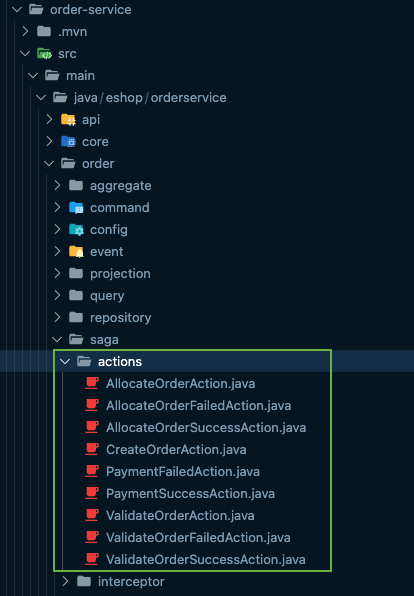 order-service
.mvn
src
main
java/eshop/orderservice
api
core
order
aggregate
command
config
event
projection
query
repository
saga
actions
AllocateOrderAction.java
AllocateOrderFailedAction.java
AllocateOrderSuccessAction.java
CreateOrderAction.java
PaymentFailedAction.java
PaymentSuccessAction.java
ValidateOrderAction.java
ValidateOrderFailedAction.java
ValidateOrderSuccessAction.java
interceptor